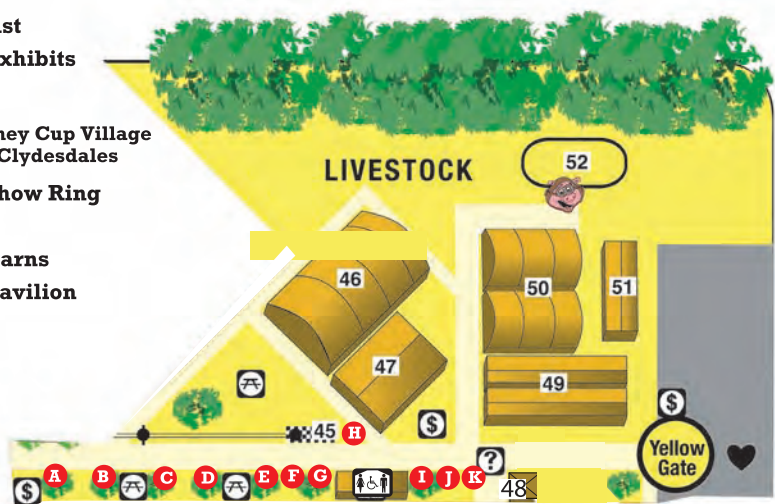 st
xhibits
ney Cup Village
Clydesdales
how Ring
arns
avilion
LIVESTOCK
52
46
50
51
47
49
$
$
45 H
Yellow
Gate
?
$ A B C D E F G I J K 48